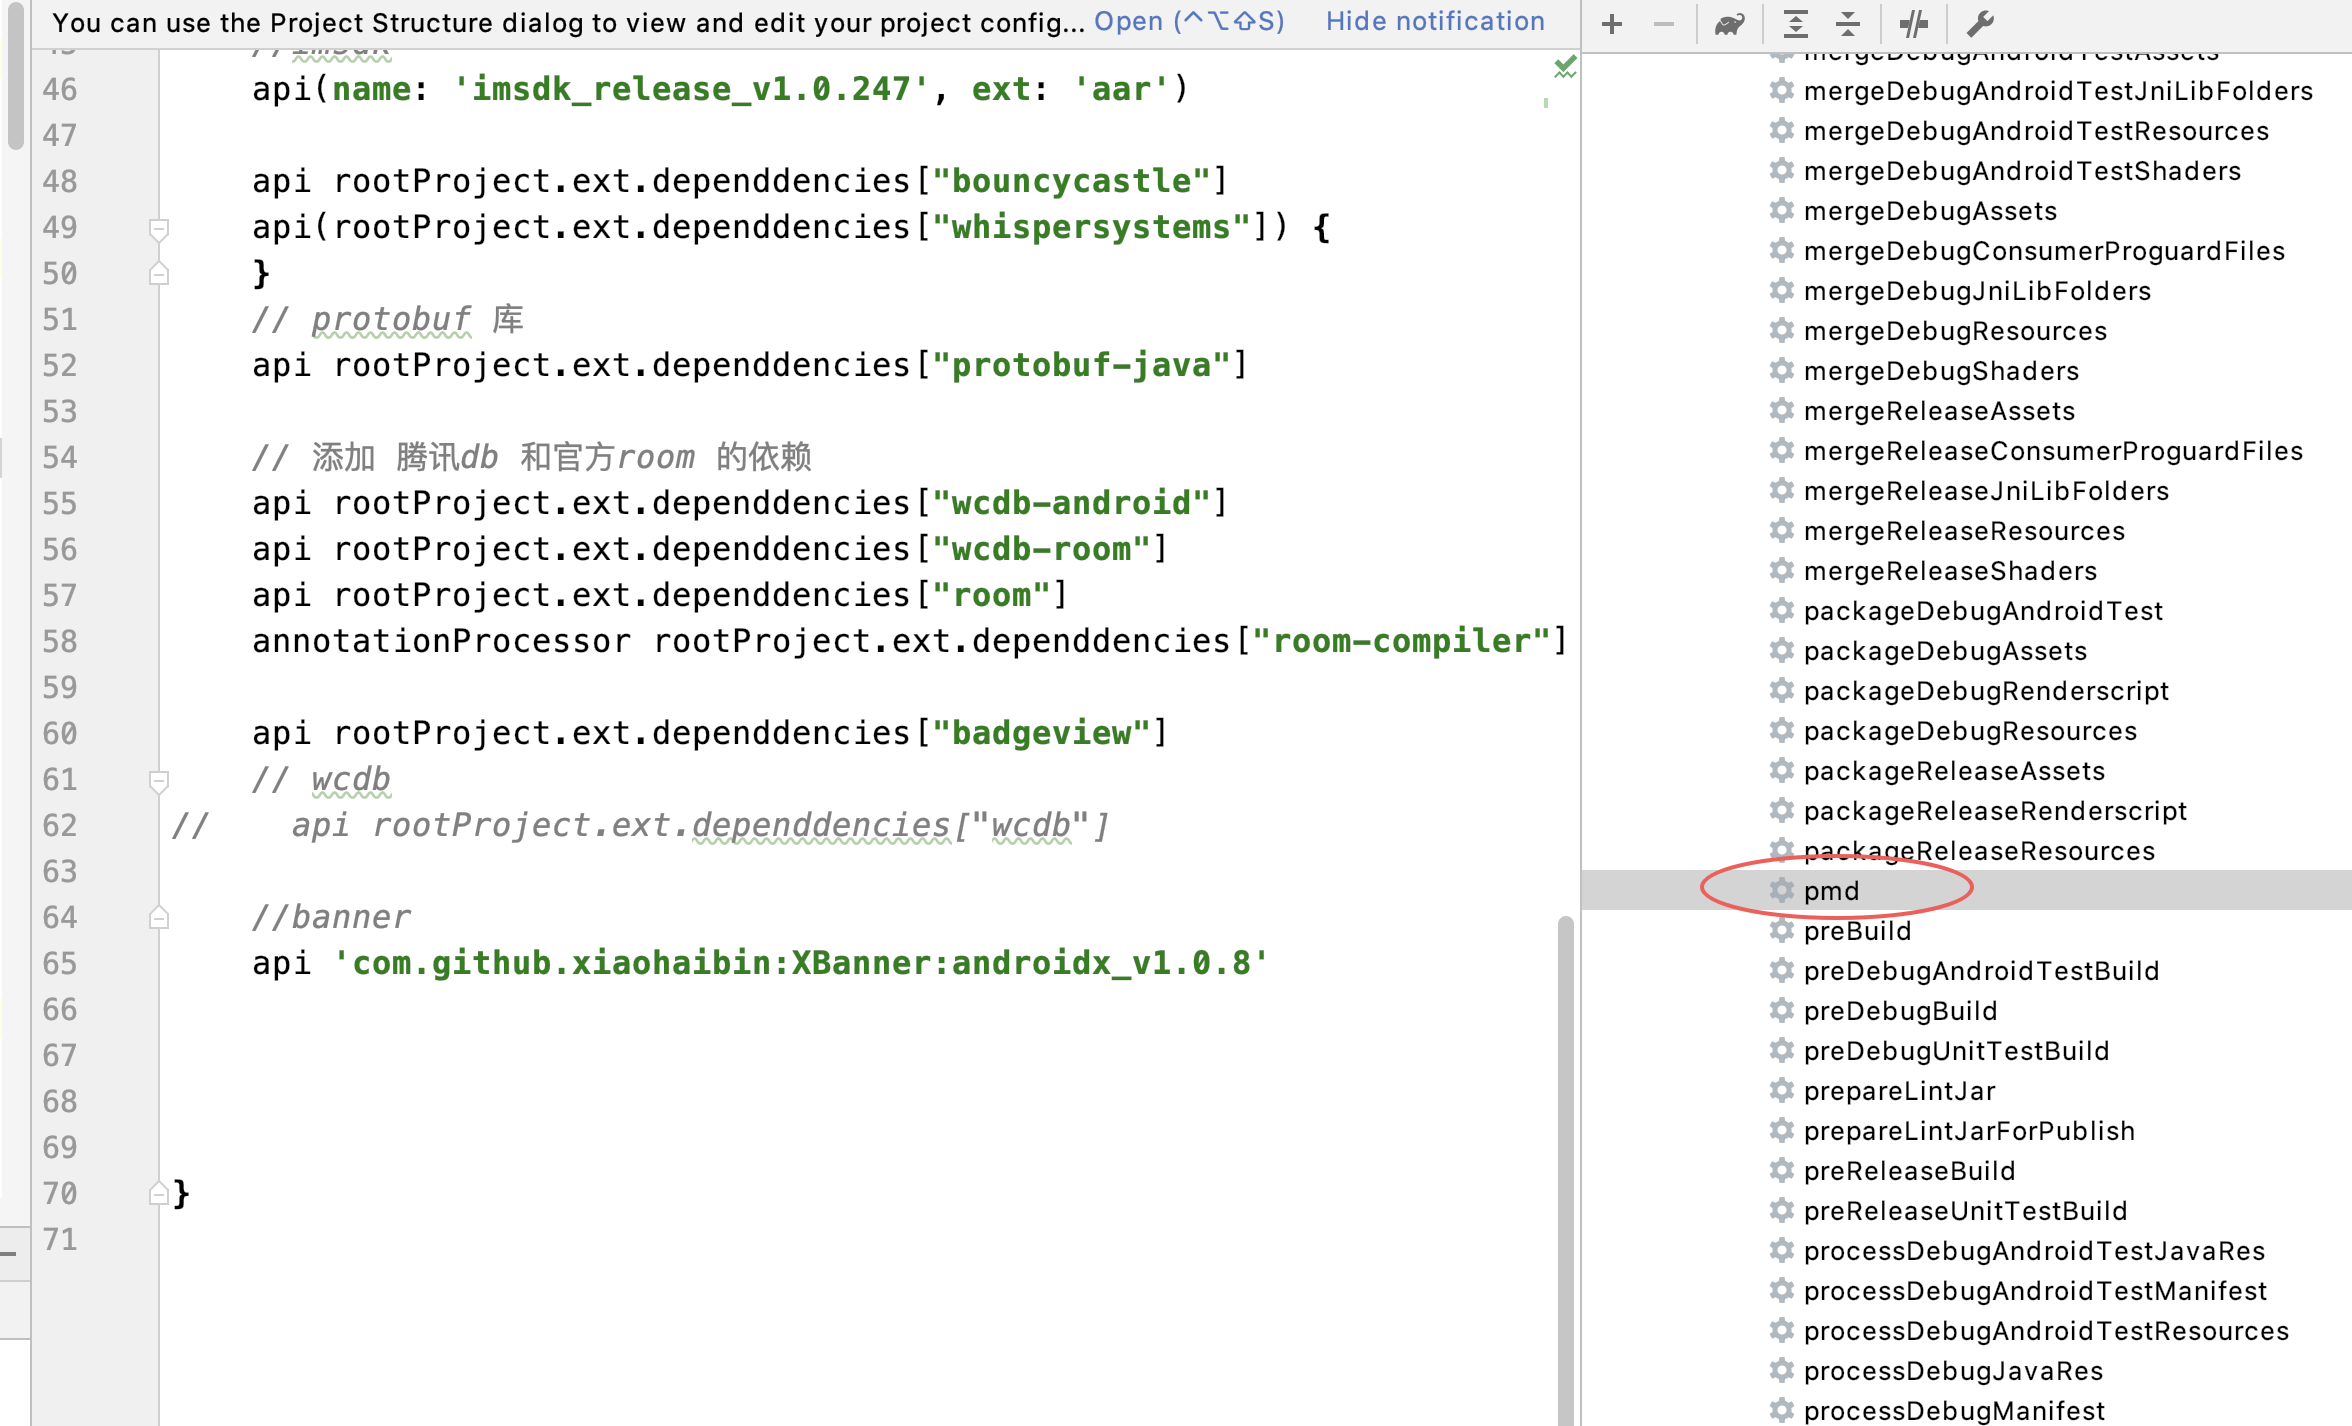 You can use the Project Structure dialog to view and edit your project config... Open (^⌥⇧S) Hide notification
45 //imsdk
46 api(name: 'imsdk_release_v1.0.247', ext: 'aar')
47
48 api rootProject.ext.dependdencies["bouncycastle"]
49 api(rootProject.ext.dependdencies["whispersystems"]) {
50 }
51 // protobuf 库
52 api rootProject.ext.dependdencies["protobuf-java"]
53
54 // 添加 腾讯db 和官方room 的依赖
55 api rootProject.ext.dependdencies["wcdb-android"]
56 api rootProject.ext.dependdencies["wcdb-room"]
57 api rootProject.ext.dependdencies["room"]
58 annotationProcessor rootProject.ext.dependdencies["room-compiler"]
59
60 api rootProject.ext.dependdencies["badgeview"]
61 // wcdb
62 // api rootProject.ext.dependdencies["wcdb"]
63
64 //banner
65 api 'com.github.xiaohaibin:XBanner:androidx_v1.0.8'
66
67
68
69
70 }
71
mergeDebugAndroidTestAssets
mergeDebugAndroidTestJniLibFolders
mergeDebugAndroidTestResources
mergeDebugAndroidTestShaders
mergeDebugAssets
mergeDebugConsumerProguardFiles
mergeDebugJniLibFolders
mergeDebugResources
mergeDebugShaders
mergeReleaseAssets
mergeReleaseConsumerProguardFiles
mergeReleaseJniLibFolders
mergeReleaseResources
mergeReleaseShaders
packageDebugAndroidTest
packageDebugAssets
packageDebugRenderscript
packageDebugResources
packageReleaseAssets
packageReleaseRenderscript
packageReleaseResources
pmd
preBuild
preDebugAndroidTestBuild
preDebugBuild
preDebugUnitTestBuild
prepareLintJar
prepareLintJarForPublish
preReleaseBuild
preReleaseUnitTestBuild
processDebugAndroidTestJavaRes
processDebugAndroidTestManifest
processDebugAndroidTestResources
processDebugJavaRes
processDebugManifest